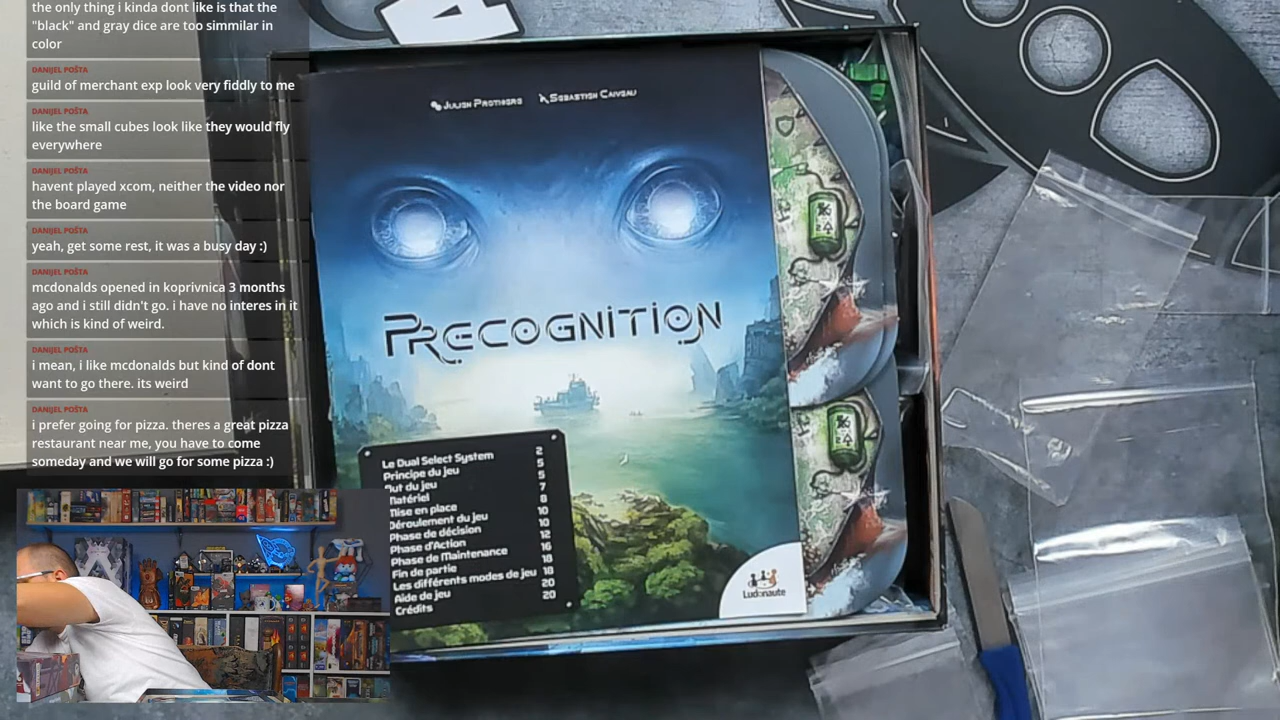 the only thing i kinda dont like is that the
"black" and gray dice are too simmilar in
color
DANIJEL POŠTA
guild of merchant exp look very fiddly to me
DANIJEL POŠTA
like the small cubes look like they would fly
everywhere
DANIJEL POŠTA
havent played xcom, neither the video nor
the board game
DANIJEL POŠTA
yeah, get some rest, it was a busy day :)
DANIJEL POŠTA
mcdonalds opened in koprivnica 3 months
ago and i still didn't go. i have no interes in it
which is kind of weird.
DANIJEL POŠTA
i mean, i like mcdonalds but kind of dont
want to go there. its weird
DANIJEL POŠTA
i prefer going for pizza. theres a great pizza
restaurant near me, you have to come
someday and we will go for some pizza :)
Julien Prothière Sébastien Caiveau
PRECOGNITION
Le Dual Select System 2
Principe du jeu 5
But du jeu 5
Matériel 7
Mise en place 8
Déroulement du jeu 10
Phase de décision 10
Phase d'Action 12
Phase de Maintenance 16
Fin de partie 18
Les différents modes de jeu 18
Aide de jeu 20
Crédits 20
Ludonaute